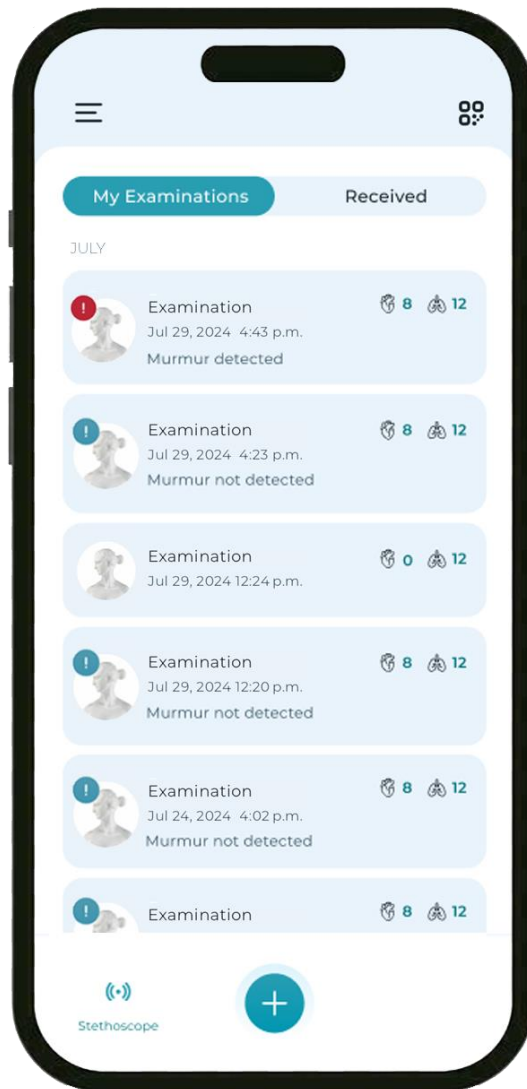 My Examinations Received
JULY
Examination 8 12
Jul 29, 2024 4:43 p.m.
Murmur detected
Examination 8 12
Jul 29, 2024 4:23 p.m.
Murmur not detected
Examination 0 12
Jul 29, 2024 12:24 p.m.
Examination 8 12
Jul 29, 2024 12:20 p.m.
Murmur not detected
Examination 8 12
Jul 24, 2024 4:02 p.m.
Murmur not detected
Examination 8 12
Stethoscope